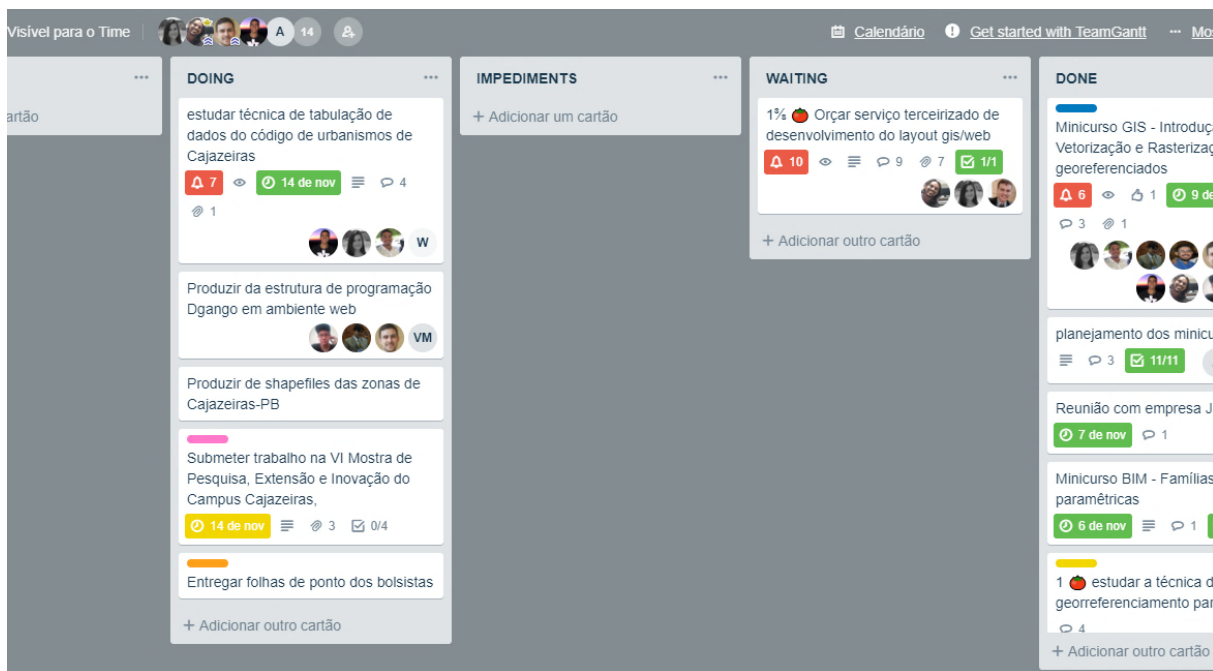 Visível para o Time
A
14
Calendário
Get started with TeamGantt
... Mos
artão
DOING
estudar técnica de tabulação de
dados do código de urbanismos de
Cajazeiras
7
14 de nov
4
1
W
Produzir da estrutura de programação
Dgango em ambiente web
VM
Produzir de shapefiles das zonas de
Cajazeiras-PB
Submeter trabalho na VI Mostra de
Pesquisa, Extensão e Inovação do
Campus Cajazeiras,
14 de nov
3
0/4
Entregar folhas de ponto dos bolsistas
+ Adicionar outro cartão
IMPEDIMENTS
+ Adicionar um cartão
WAITING
1⅝ 🍅 Orçar serviço terceirizado de
desenvolvimento do layout gis/web
10
9
7
1/1
+ Adicionar outro cartão
DONE
Minicurso GIS - Introduç
Vetorização e Rasterizaç
georeferenciados
6
1
9 de
3
1
planejamento dos minicu
3
11/11
Reunião com empresa J
7 de nov
1
Minicurso BIM - Famílias
paramêtricas
6 de nov
1
1 🍅 estudar a técnica d
georreferenciamento par
4
+ Adicionar outro cartão